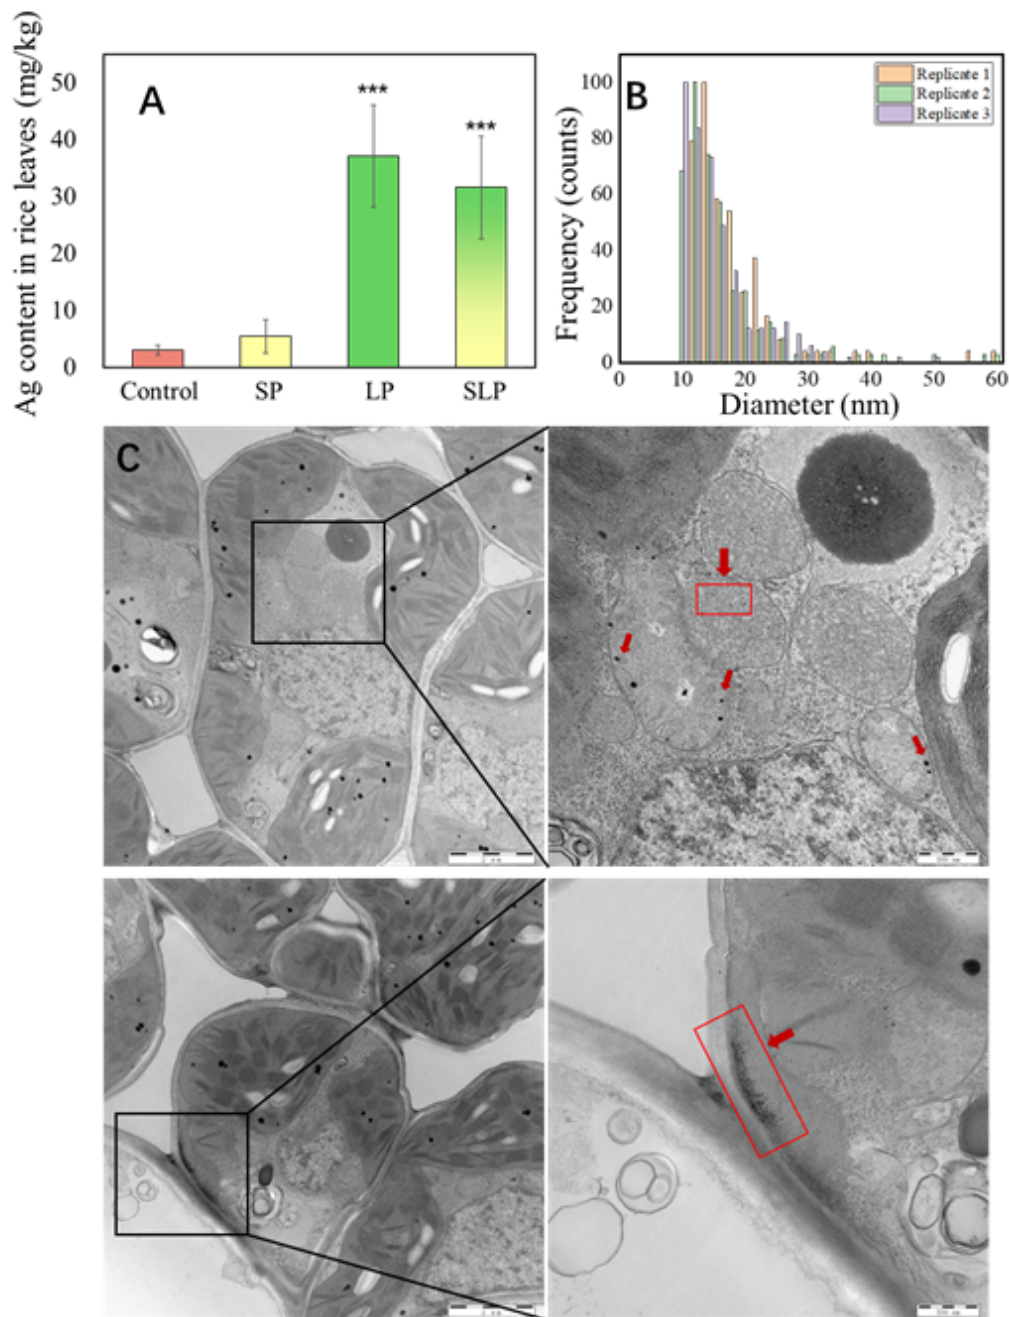 Ag content in rice leaves (mg/kg)
50
40
30
20
10
0
A
***
***
Control SP LP SLP
Frequency (counts)
100
80
60
40
20
0
B
Replicate 1
Replicate 2
Replicate 3
0 10 20 30 40 50 60
Diameter (nm)
C